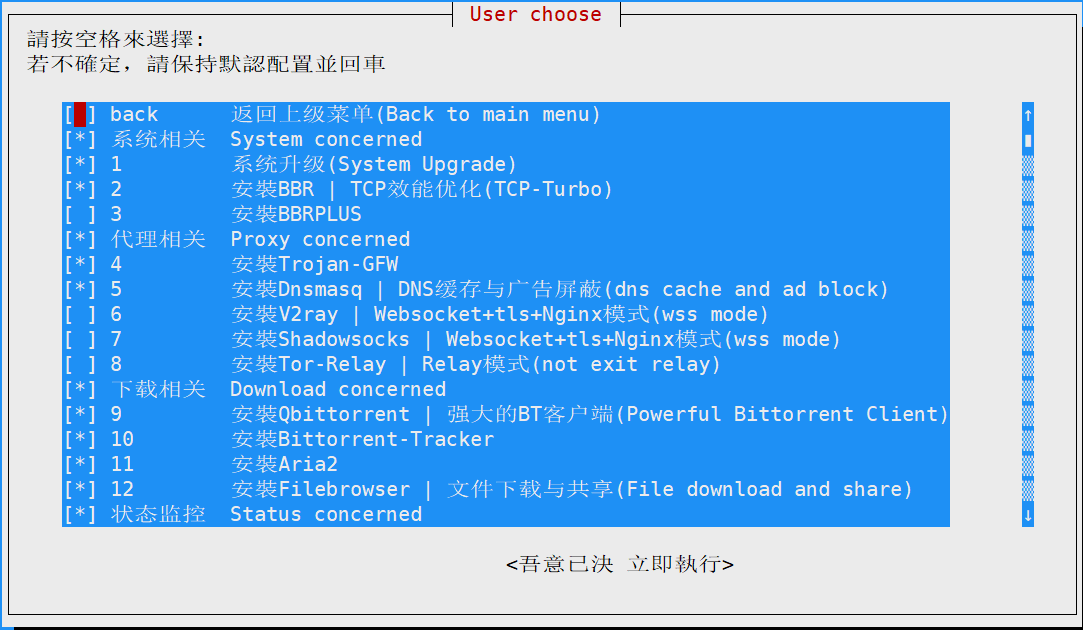 User choose
請按空格來選擇:
若不確定，請保持默認配置並回車
[ ] back 返回上级菜单(Back to main menu)
[*] 系统相关 System concerned
[*] 1 系统升级(System Upgrade)
[*] 2 安裝BBR | TCP效能优化(TCP-Turbo)
[ ] 3 安裝BBRPLUS
[*] 代理相关 Proxy concerned
[*] 4 安裝Trojan-GFW
[*] 5 安裝Dnsmasq | DNS缓存与广告屏蔽(dns cache and ad block)
[ ] 6 安裝V2ray | Websocket+tls+Nginx模式(wss mode)
[ ] 7 安裝Shadowsocks | Websocket+tls+Nginx模式(wss mode)
[ ] 8 安裝Tor-Relay | Relay模式(not exit relay)
[*] 下载相关 Download concerned
[*] 9 安裝Qbittorrent | 强大的BT客户端(Powerful Bittorrent Client)
[*] 10 安裝Bittorrent-Tracker
[*] 11 安裝Aria2
[*] 12 安裝Filebrowser | 文件下载与共享(File download and share)
[*] 状态监控 Status concerned
<吾意已決 立即執行>